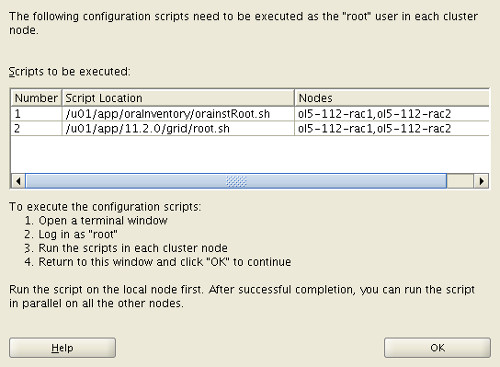 The following configuration scripts need to be executed as the "root" user in each cluster
node.
Scripts to be executed:
Number Script Location Nodes
1 /u01/app/oraInventory/orainstRoot.sh ol5-112-rac1,ol5-112-rac2
2 /u01/app/11.2.0/grid/root.sh ol5-112-rac1,ol5-112-rac2
To execute the configuration scripts:
1. Open a terminal window
2. Log in as "root"
3. Run the scripts in each cluster node
4. Return to this window and click "OK" to continue
Run the script on the local node first. After successful completion, you can run the script
in parallel on all the other nodes.
Help OK